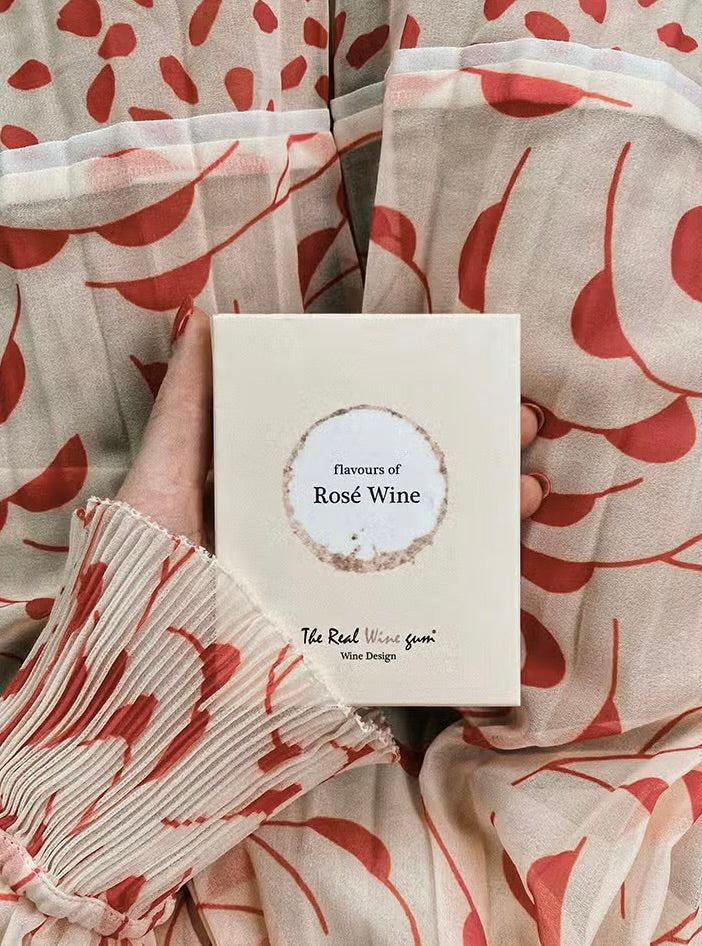 flavours of
Rosé Wine
The Real Wine gum®
Wine Design